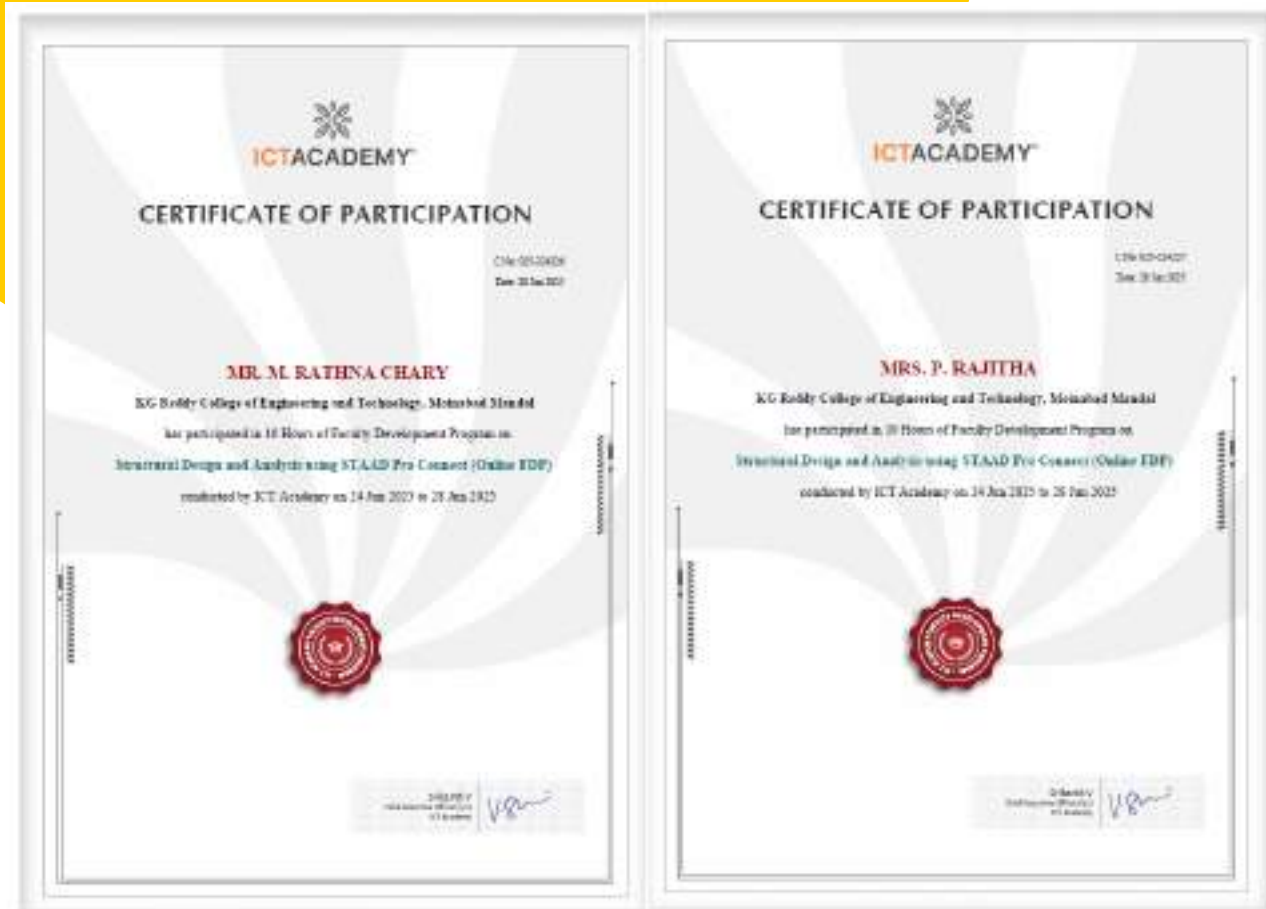 ICTACADEMY
CERTIFICATE OF PARTICIPATION
MR. M. RATHNA CHARY
KG Reddy College of Engineering and Technology, Moinabad Mandal
has participated in Hours of Faculty Development Program on
Structural Design and Analysis using STAAD Pro Connect (Online FDP)
conducted by ICT Academy on 24 Jun 2025 to 28 Jun 2025
ICT Academy
ICTACADEMY
CERTIFICATE OF PARTICIPATION
MRS. P. RAJITHA
KG Reddy College of Engineering and Technology, Moinabad Mandal
has participated in Hours of Faculty Development Program on
Structural Design and Analysis using STAAD Pro Connect (Online FDP)
conducted by ICT Academy on 24 Jun 2025 to 28 Jun 2025
ICT Academy